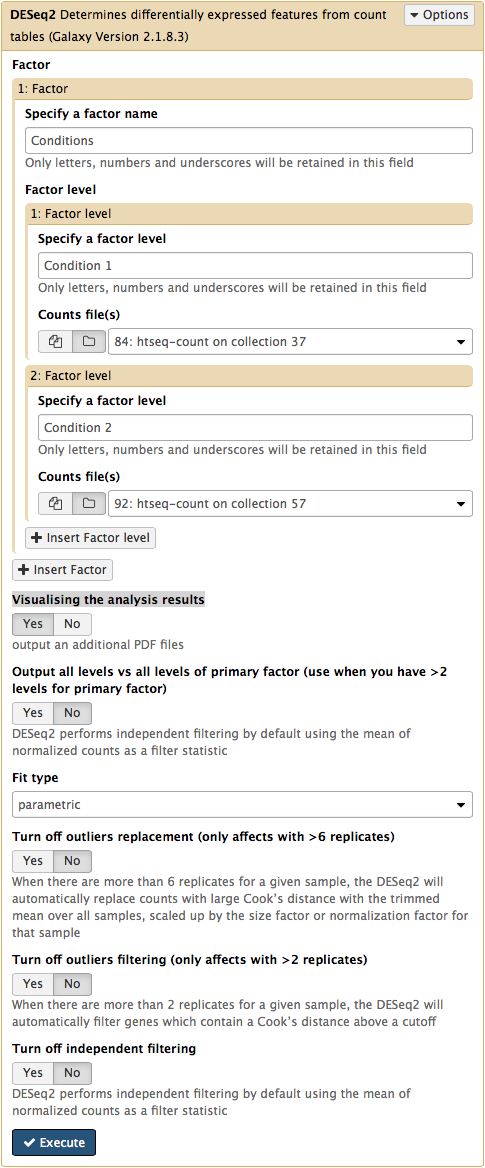 DESeq2 Determines differentially expressed features from count
tables (Galaxy Version 2.1.8.3)
Options
Factor
1: Factor
Specify a factor name
Conditions
Only letters, numbers and underscores will be retained in this field
Factor level
1: Factor level
Specify a factor level
Condition 1
Only letters, numbers and underscores will be retained in this field
Counts file(s)
84: htseq-count on collection 37
2: Factor level
Specify a factor level
Condition 2
Only letters, numbers and underscores will be retained in this field
Counts file(s)
92: htseq-count on collection 57
Insert Factor level
Insert Factor
Visualising the analysis results
Yes No
output an additional PDF files
Output all levels vs all levels of primary factor (use when you have >2
levels for primary factor)
Yes No
DESeq2 performs independent filtering by default using the mean of
normalized counts as a filter statistic
Fit type
parametric
Turn off outliers replacement (only affects with >6 replicates)
Yes No
When there are more than 6 replicates for a given sample, the DESeq2 will
automatically replace counts with large Cook's distance with the trimmed
mean over all samples, scaled up by the size factor or normalization factor for
that sample
Turn off outliers filtering (only affects with >2 replicates)
Yes No
When there are more than 2 replicates for a given sample, the DESeq2 will
automatically filter genes which contain a Cook's distance above a cutoff
Turn off independent filtering
Yes No
DESeq2 performs independent filtering by default using the mean of
normalized counts as a filter statistic
Execute